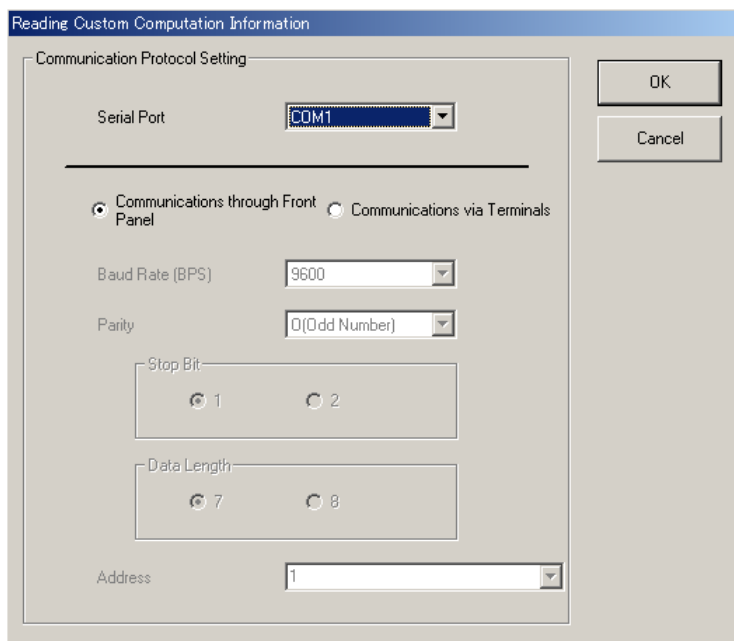 Reading Custom Computation Information
Communication Protocol Setting
OK
Serial Port
COM1
Cancel
Communications through Front
Panel
Communications via Terminals
Baud Rate (BPS)
9600
Parity
O(Odd Number)
Stop Bit
1
2
Data Length
7
8
Address
1